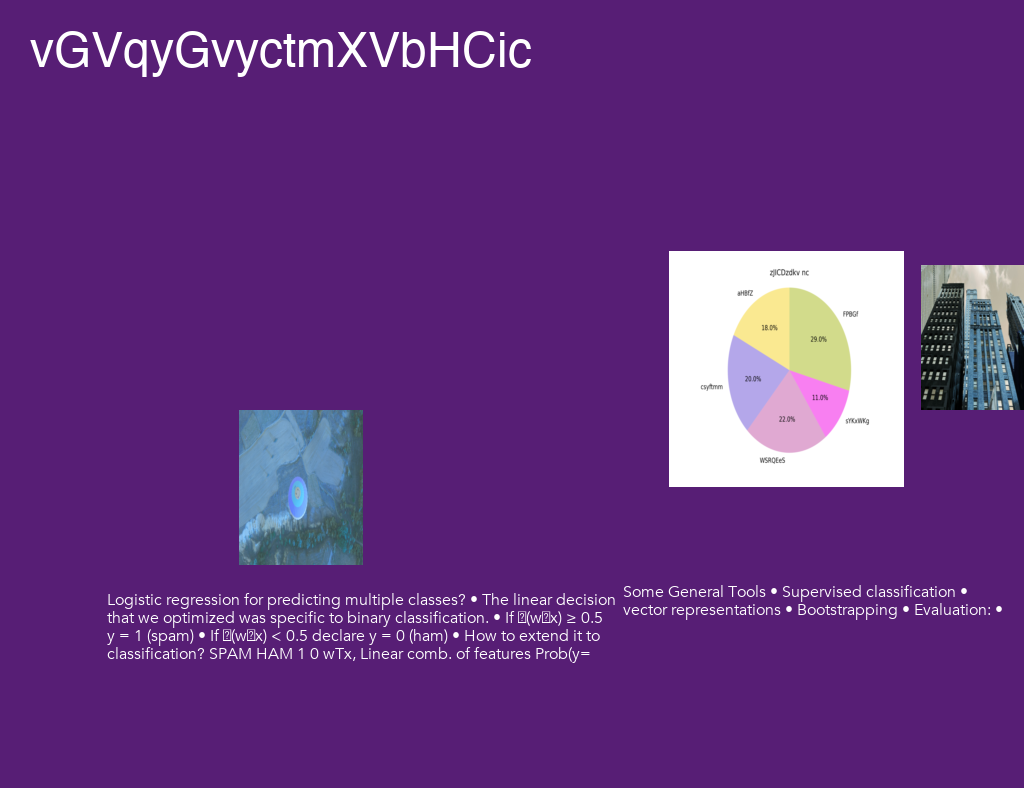 vGVqyGvyctmXVbHCic
zJICDzdkv nc
aHBfZ
FPBGf
18.0%
29.0%
csyftmm
20.0%
11.0%
sYKxWKg
22.0%
WSRQEeS
Logistic regression for predicting multiple classes? • The linear decision
that we optimized was specific to binary classification. • If (wx) ≥ 0.5
y = 1 (spam) • If (wx) < 0.5 declare y = 0 (ham) • How to extend it to
classification? SPAM HAM 1 0 wTx, Linear comb. of features Prob(y=
Some General Tools • Supervised classification •
vector representations • Bootstrapping • Evaluation: •